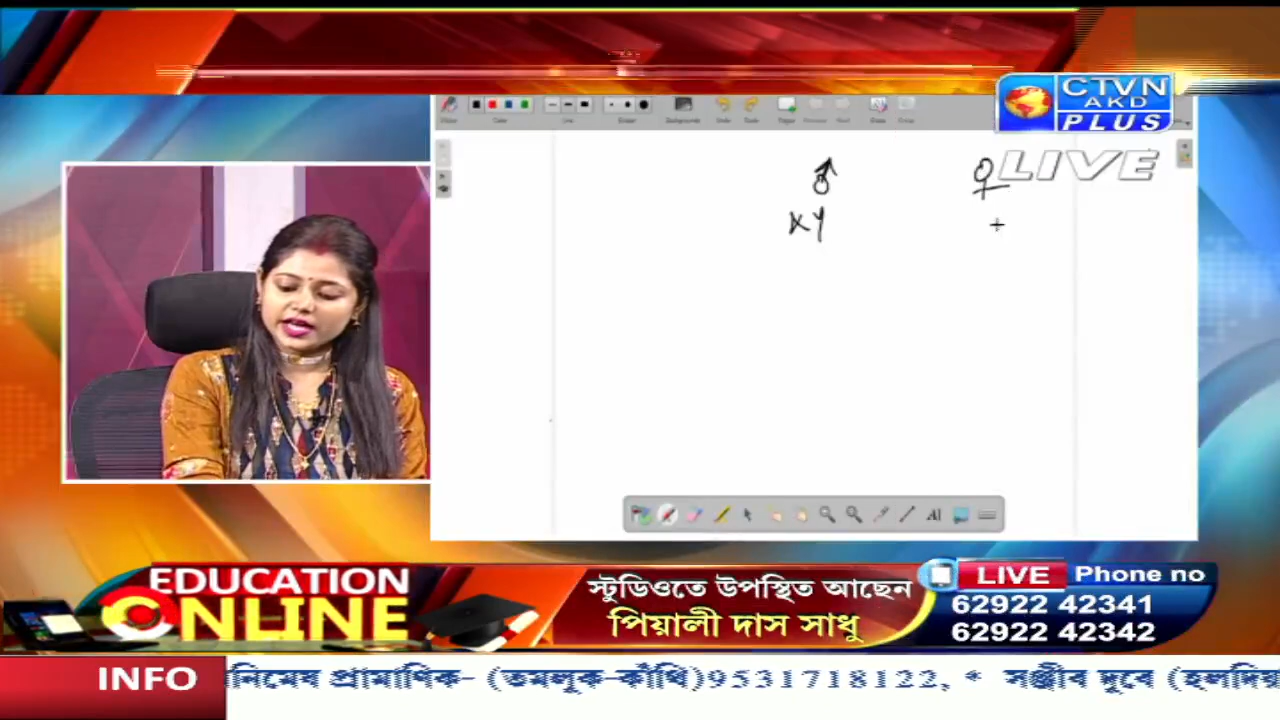 CTVN
AKD
PLUS
LIVE
♂ ♀
XY
EDUCATION
ONLINE
স্টুডিওতে উপস্থিত আছেন
পিয়ালী দাস সাধু
LIVE Phone no
62922 42341
62922 42342
INFO নিমেষ প্রামাণিক- (তমলুক-কাঁথি)9531718122, * সঞ্জীব দুবে (হলদিয়